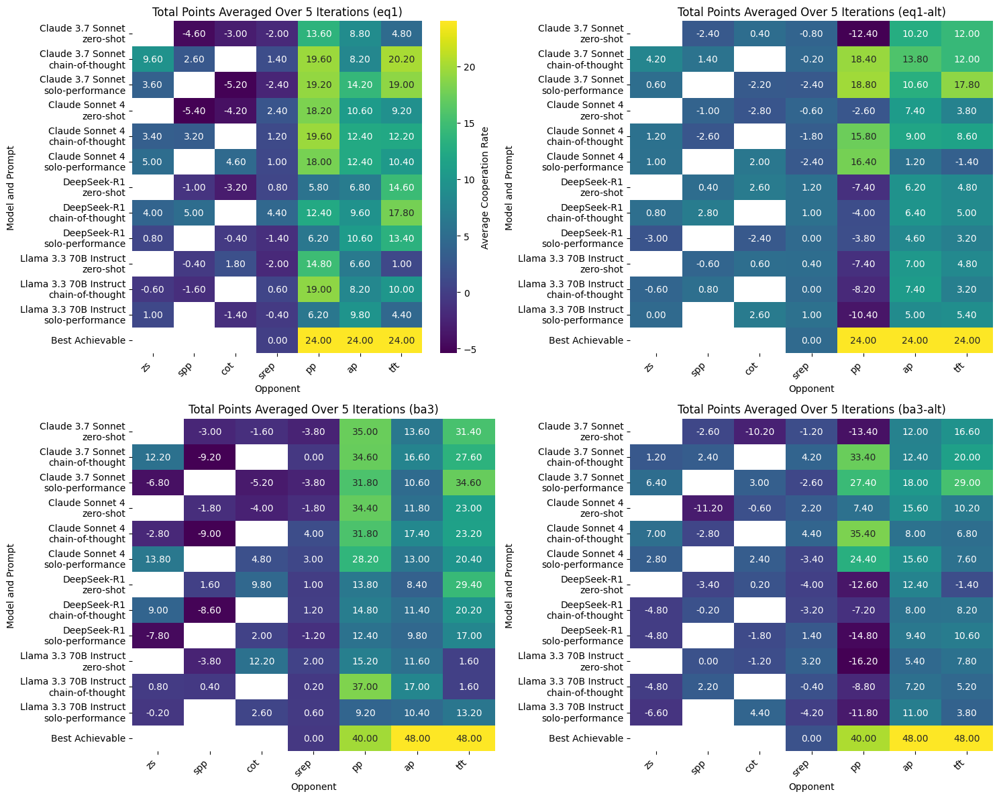 Total Points Averaged Over 5 Iterations (eq1)
Model and Prompt
Claude 3.7 Sonnet
zero-shot
-4.60 -3.00 -2.00 13.60 8.80 4.80
Claude 3.7 Sonnet
chain-of-thought
9.60 2.60 1.40 19.60 8.20 20.20
Claude 3.7 Sonnet
solo-performance
3.60 -5.20 -2.40 19.20 14.20 19.00
Claude Sonnet 4
zero-shot
-5.40 -4.20 2.40 18.20 10.60 9.20
Claude Sonnet 4
chain-of-thought
3.40 3.20 1.20 19.60 12.40 12.20
Claude Sonnet 4
solo-performance
5.00 4.60 1.00 18.00 12.40 10.40
DeepSeek-R1
zero-shot
-1.00 -3.20 0.80 5.80 6.80 14.60
DeepSeek-R1
chain-of-thought
4.00 5.00 4.40 12.40 9.60 17.80
DeepSeek-R1
solo-performance
0.80 -0.40 -1.40 6.20 10.60 13.40
Llama 3.3 70B Instruct
zero-shot
-0.40 1.80 -2.00 14.80 6.60 1.00
Llama 3.3 70B Instruct
chain-of-thought
-0.60 -1.60 0.60 19.00 8.20 10.00
Llama 3.3 70B Instruct
solo-performance
1.00 -1.40 -0.40 6.20 9.80 4.40
Best Achievable
0.00 24.00 24.00 24.00
zs spp cot srep pp ap tft
Opponent
20
15
10
5
0
−5
Average Cooperation Rate
Total Points Averaged Over 5 Iterations (eq1-alt)
Model and Prompt
Claude 3.7 Sonnet
zero-shot
-2.40 0.40 -0.80 -12.40 10.20 12.00
Claude 3.7 Sonnet
chain-of-thought
4.20 1.40 -0.20 18.40 13.80 12.00
Claude 3.7 Sonnet
solo-performance
0.60 -2.20 -2.40 18.80 10.60 17.80
Claude Sonnet 4
zero-shot
-1.00 -2.80 -0.60 -2.60 7.40 3.80
Claude Sonnet 4
chain-of-thought
1.20 -2.60 -1.80 15.80 9.00 8.60
Claude Sonnet 4
solo-performance
1.00 2.00 -2.40 16.40 1.20 -1.40
DeepSeek-R1
zero-shot
0.40 2.60 1.20 -7.40 6.20 4.80
DeepSeek-R1
chain-of-thought
0.80 2.80 1.00 -4.00 6.40 5.00
DeepSeek-R1
solo-performance
-3.00 -2.40 0.00 -3.80 4.60 3.20
Llama 3.3 70B Instruct
zero-shot
-0.60 0.60 0.40 -7.40 7.00 4.80
Llama 3.3 70B Instruct
chain-of-thought
-0.60 0.80 0.00 -8.20 7.40 3.20
Llama 3.3 70B Instruct
solo-performance
0.00 2.60 1.00 -10.40 5.00 5.40
Best Achievable
0.00 24.00 24.00 24.00
zs spp cot srep pp ap tft
Opponent
Total Points Averaged Over 5 Iterations (ba3)
Model and Prompt
Claude 3.7 Sonnet
zero-shot
-3.00 -1.60 -3.80 35.00 13.60 31.40
Claude 3.7 Sonnet
chain-of-thought
12.20 -9.20 0.00 34.60 16.60 27.60
Claude 3.7 Sonnet
solo-performance
-6.80 -5.20 -3.80 31.80 10.60 34.60
Claude Sonnet 4
zero-shot
-1.80 -4.00 -1.80 34.40 11.80 23.00
Claude Sonnet 4
chain-of-thought
-2.80 -9.00 4.00 31.80 17.40 23.20
Claude Sonnet 4
solo-performance
13.80 4.80 3.00 28.20 13.00 20.40
DeepSeek-R1
zero-shot
1.60 9.80 1.00 13.80 8.40 29.40
DeepSeek-R1
chain-of-thought
9.00 -8.60 1.20 14.80 11.40 20.20
DeepSeek-R1
solo-performance
-7.80 2.00 -1.20 12.40 9.80 17.00
Llama 3.3 70B Instruct
zero-shot
-3.80 12.20 2.00 15.20 11.60 1.60
Llama 3.3 70B Instruct
chain-of-thought
0.80 0.40 0.20 37.00 17.00 1.60
Llama 3.3 70B Instruct
solo-performance
-0.20 2.60 0.60 9.20 10.40 13.20
Best Achievable
0.00 40.00 48.00 48.00
zs spp cot srep pp ap tft
Opponent
Total Points Averaged Over 5 Iterations (ba3-alt)
Model and Prompt
Claude 3.7 Sonnet
zero-shot
-2.60 -10.20 -1.20 -13.40 12.00 16.60
Claude 3.7 Sonnet
chain-of-thought
1.20 2.40 4.20 33.40 12.40 20.00
Claude 3.7 Sonnet
solo-performance
6.40 3.00 -2.60 27.40 18.00 29.00
Claude Sonnet 4
zero-shot
-11.20 -0.60 2.20 7.40 15.60 10.20
Claude Sonnet 4
chain-of-thought
7.00 -2.80 4.40 35.40 8.00 6.80
Claude Sonnet 4
solo-performance
2.80 2.40 -3.40 24.40 15.60 7.60
DeepSeek-R1
zero-shot
-3.40 0.20 -4.00 -12.60 12.40 -1.40
DeepSeek-R1
chain-of-thought
-4.80 -0.20 -3.20 -7.20 8.00 8.20
DeepSeek-R1
solo-performance
-4.80 -1.80 1.40 -14.80 9.40 10.60
Llama 3.3 70B Instruct
zero-shot
0.00 -1.20 3.20 -16.20 5.40 7.80
Llama 3.3 70B Instruct
chain-of-thought
-4.80 2.20 -0.40 -8.80 7.20 5.20
Llama 3.3 70B Instruct
solo-performance
-6.60 4.40 -4.20 -11.80 11.00 3.80
Best Achievable
0.00 40.00 48.00 48.00
zs spp cot srep pp ap tft
Opponent